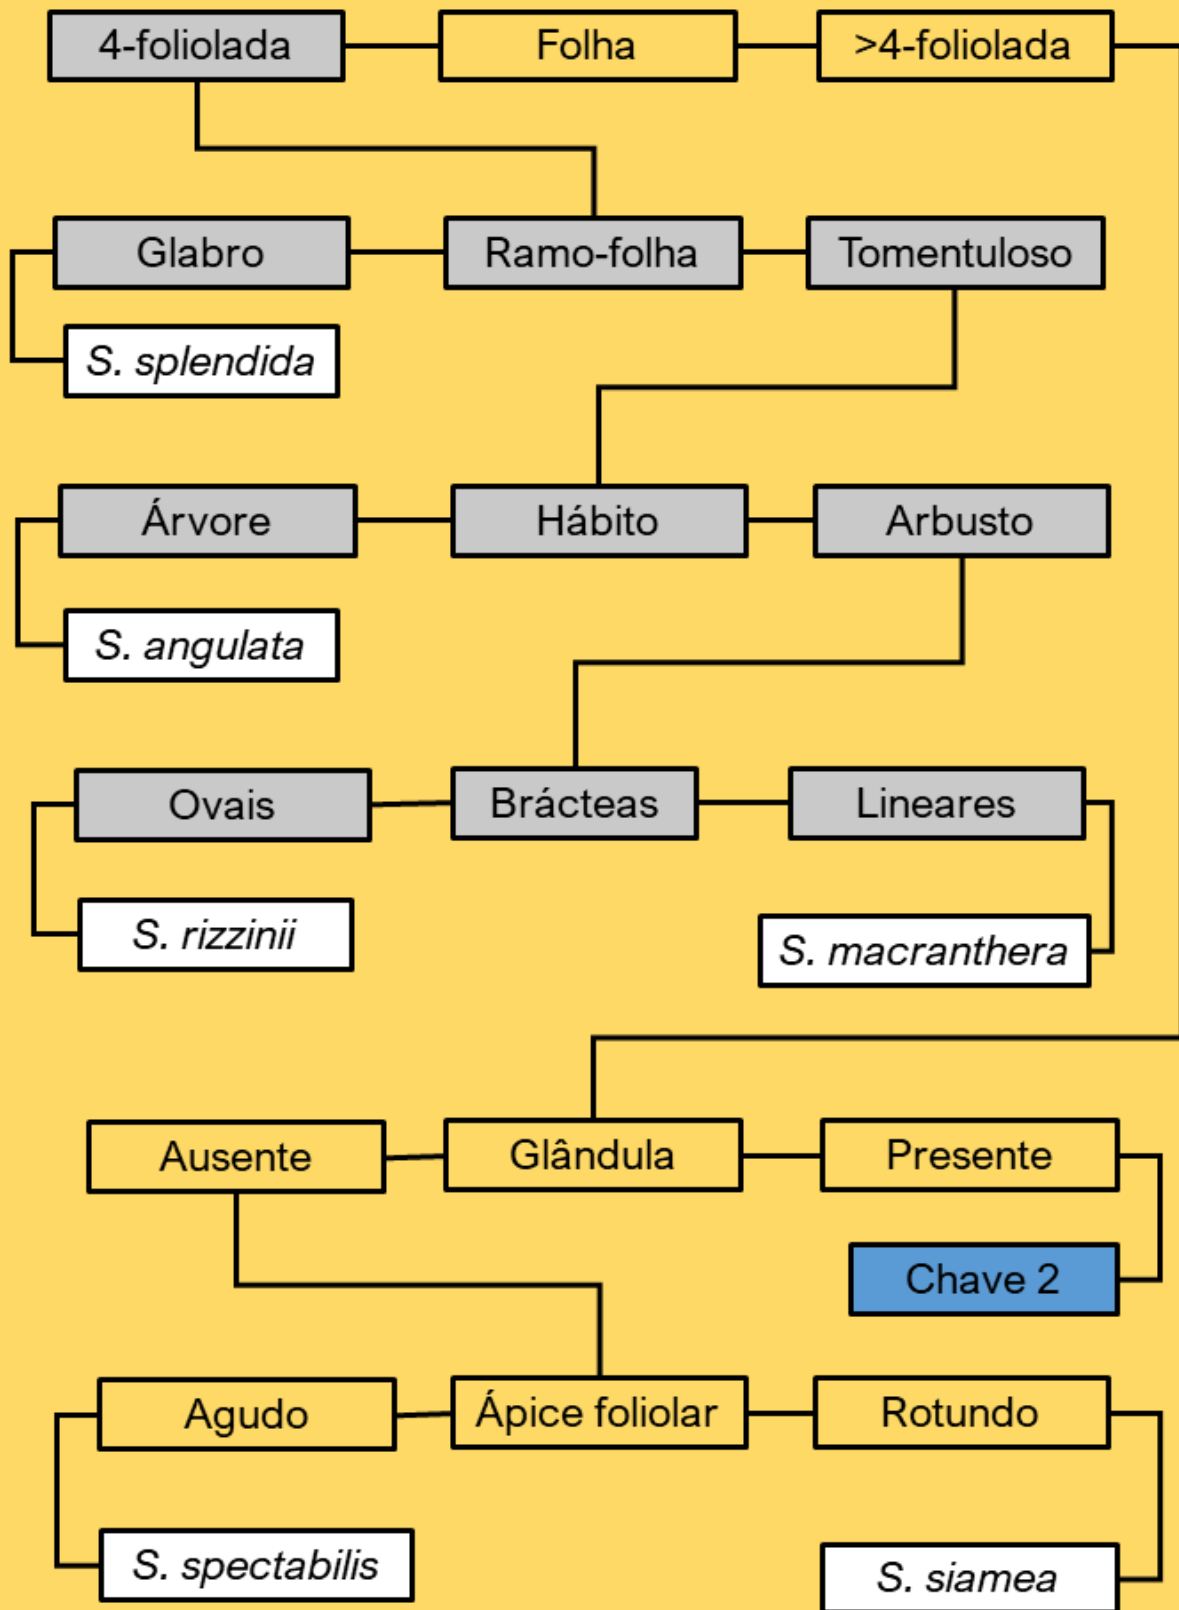 4-foliolada
Folha
>4-foliolada
Glabro
Ramo-folha
Tomentuloso
S. splendida
Árvore
Hábito
Arbusto
S. angulata
Ovais
Brácteas
Lineares
S. rizzinii
S. macranthera
Ausente
Glândula
Presente
Chave 2
Agudo
Ápice foliolar
Rotundo
S. spectabilis
S. siamea